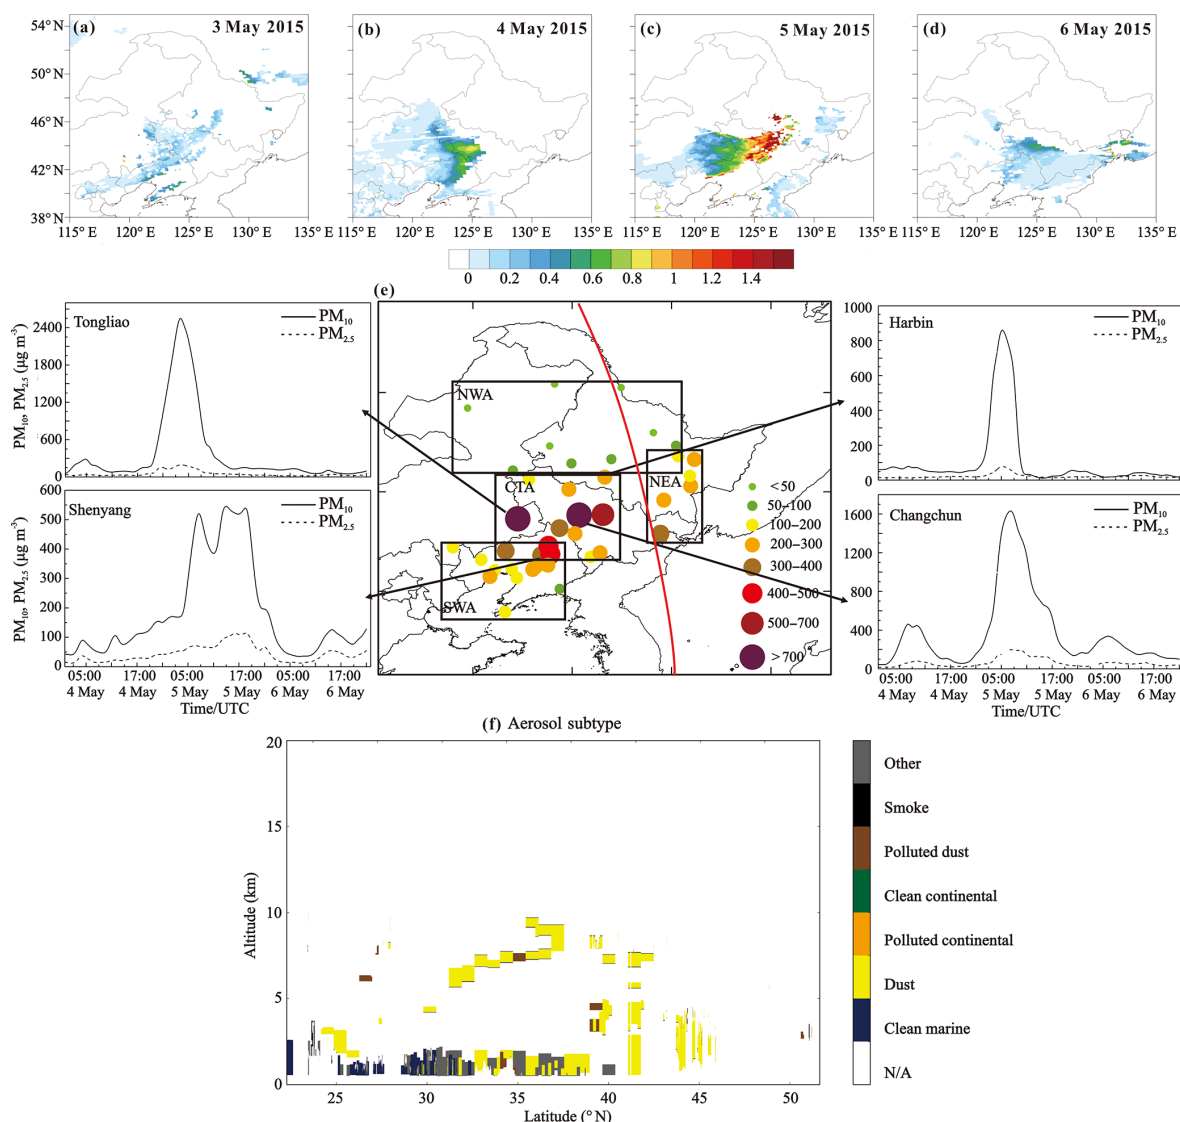 (a) 3 May 2015
(b) 4 May 2015
(c) 5 May 2015
(d) 6 May 2015
54° N
50° N
46° N
42° N
38° N
115° E 120° E 125° E 130° E 135° E
115° E 120° E 125° E 130° E 135° E
115° E 120° E 125° E 130° E 135° E
115° E 120° E 125° E 130° E 135° E
0 0.2 0.4 0.6 0.8 1 1.2 1.4
Tongliao
PM10
PM2.5
2400
1800
1200
600
0
PM10, PM2.5 (μg m-3)
Shenyang
PM10
PM2.5
600
500
400
300
200
100
0
PM10, PM2.5 (μg m-3)
05:00 17:00 05:00 17:00 05:00 17:00
4 May 4 May 5 May 5 May 6 May 6 May
Time/UTC
(e)
NWA
CTA
NEA
SWA
<50
50–100
100–200
200–300
300–400
400–500
500–700
>700
Harbin
PM10
PM2.5
1000
800
600
400
200
0
Changchun
PM10
PM2.5
1600
1200
800
400
0
05:00 17:00 05:00 17:00 05:00 17:00
4 May 4 May 5 May 5 May 6 May 6 May
Time/UTC
(f) Aerosol subtype
20
15
10
5
0
Altitude (km)
25 30 35 40 45 50
Latitude (° N)
Other
Smoke
Polluted dust
Clean continental
Polluted continental
Dust
Clean marine
N/A